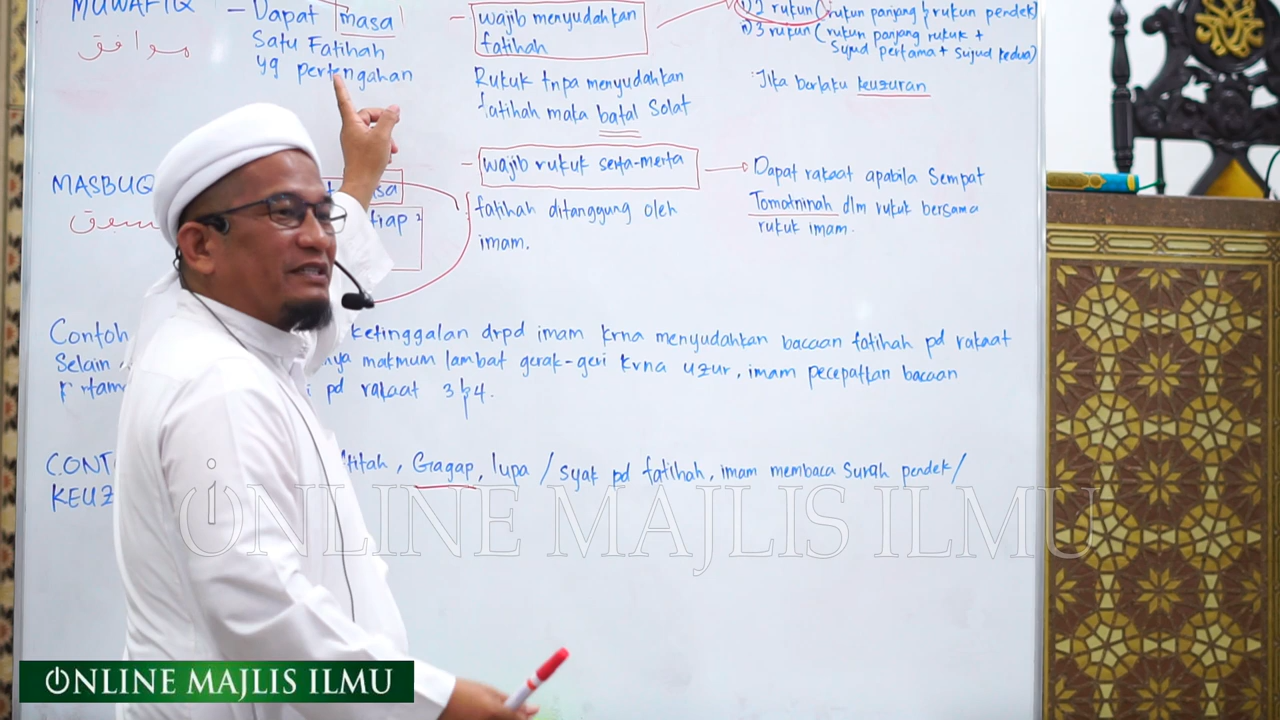 MUWAFIQ
موافق
– Dapat masa
Satu Fatihah
yg pertengahan
– wajib menyudahkan
fatihah
Rukuk tnpa menyudahkan
fatihah maka batal solat
i) 2 rukun (rukun panjang & rukun pendek)
ii) 3 rukun (rukun panjang rukuk +
sujud pertama + sujud kedua)
Jika berlaku keuzuran
MASBUQ
asa
tiap 2
– wajib rukuk serta-merta
fatihah ditanggung oleh
imam.
Dapat rakaat apabila sempat
Tomakninah dlm rukuk bersama
rukuk imam.
Contoh ketinggalan drpd imam krna menyudahkan bacaan fatihah pd rakaat
Selain nya makmum lambat gerak-geri krna uzur, imam pecepatkan bacaan
pd rakaat 3 & 4.
CONT Gagap, lupa / syak pd fatihah, imam membaca surah pendek /
KEUZ
ONLINE MAJLIS ILMU
ONLINE MAJLIS ILMU